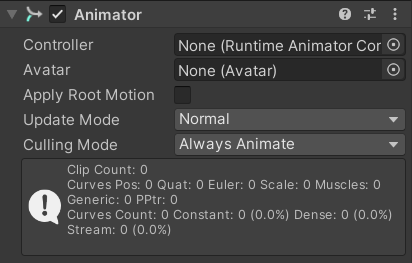 Animator
Controller None (Runtime Animator Cor
Avatar None (Avatar)
Apply Root Motion
Update Mode Normal
Culling Mode Always Animate
Clip Count: 0
Curves Pos: 0 Quat: 0 Euler: 0 Scale: 0 Muscles: 0
Generic: 0 PPtr: 0
Curves Count: 0 Constant: 0 (0.0%) Dense: 0 (0.0%)
Stream: 0 (0.0%)